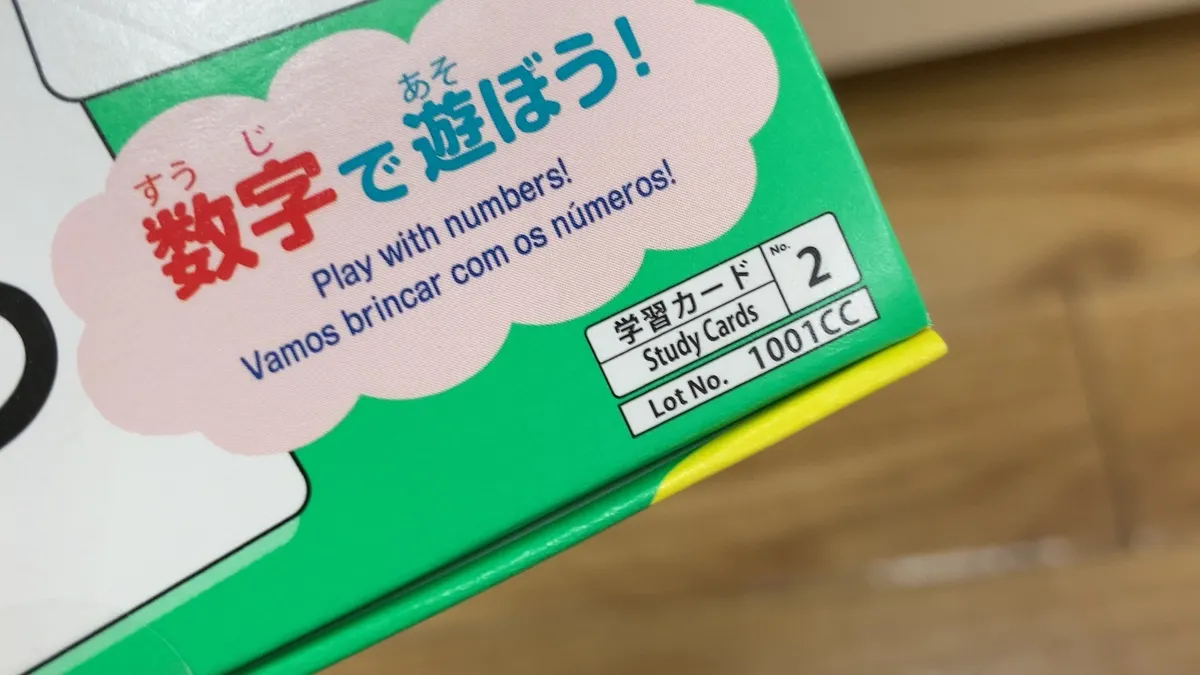 すうじ あそ
数字で遊ぼう!
Play with numbers!
Vamos brincar com os números!
学習カード
Study Cards
No. 2
Lot No. 1001CC